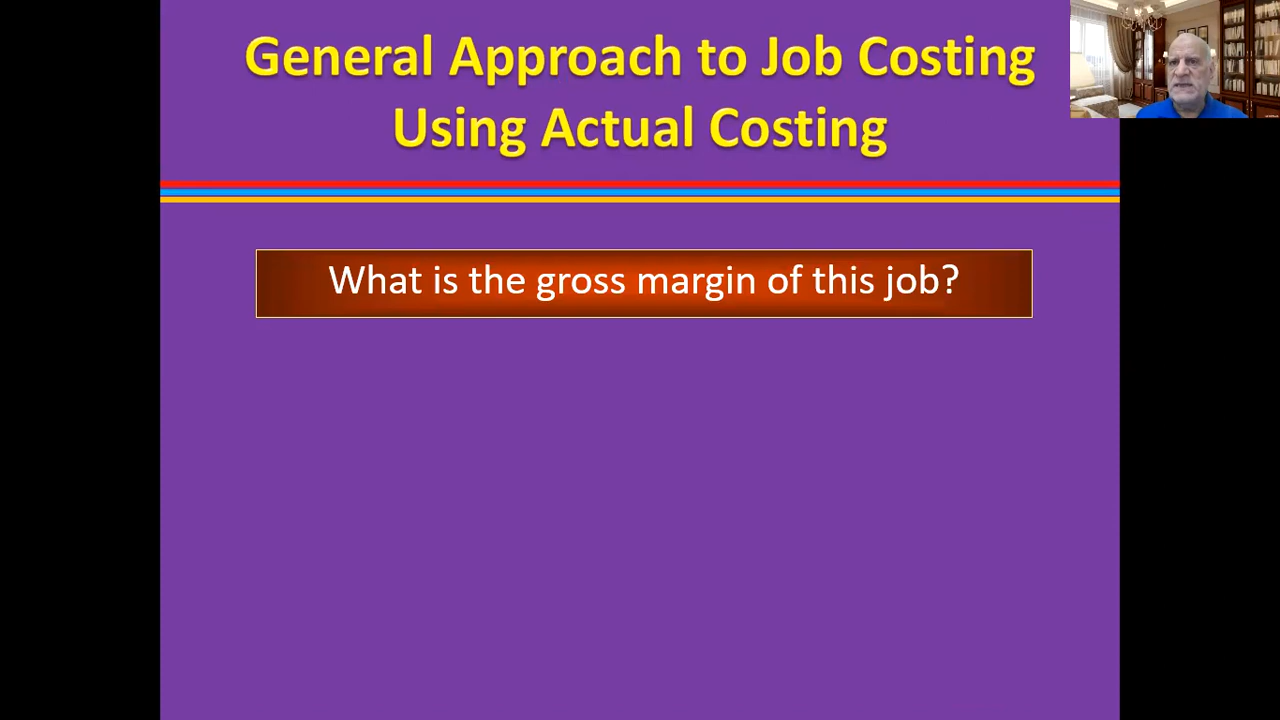 General Approach to Job Costing
Using Actual Costing
What is the gross margin of this job?